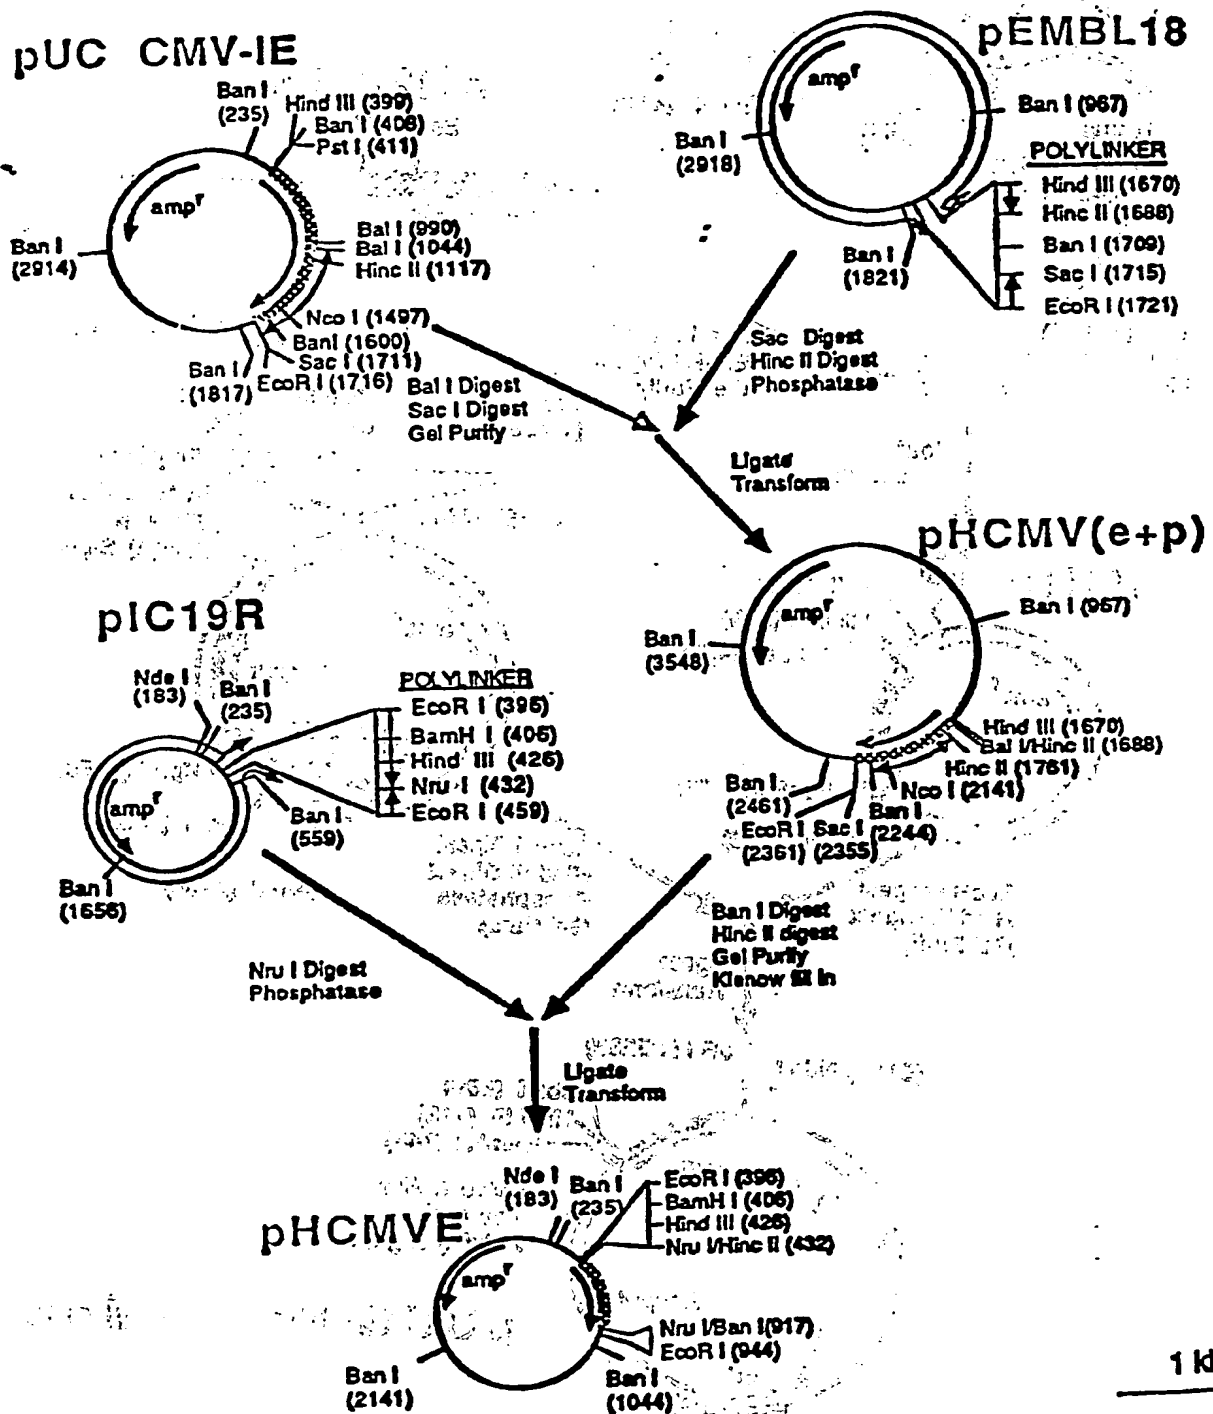 pUC CMV-IE
Ban I
(235)
Hind III (399)
Ban I (408)
Pst I (411)
amp^r
Ban I
(2914)
Bal I (990)
Bal I (1044)
Hinc II (1117)
Nco I (1497)
BanI (1600)
Sac I (1711)
EcoR I (1716)
Ban I
(1817)
Bal I Digest
Sac I Digest
Gel Purify
pEMBL18
amp^r
Ban I (967)
Ban I
(2918)
POLYLINKER
Hind III (1670)
Hinc II (1688)
Ban I (1709)
Sac I (1715)
EcoR I (1721)
Ban I
(1821)
Sac Digest
Hinc II Digest
Phosphatase
Ligate
Transform
pHCMV(e+p)
amp^r
Ban I (967)
Ban I
(3548)
Hind III (1670)
Bal I/Hinc II (1688)
Hinc II (1761)
Nco I (2141)
Ban I
(2244)
Sac I
(2355)
EcoR I
(2361)
Ban I
(2461)
pIC19R
Nde I
(183)
Ban I
(235)
POLYLINKER
EcoR I (396)
BamH I (406)
Hind III (426)
Nru I (432)
EcoR I (459)
amp^r
Ban I
(559)
Ban I
(1656)
Nru I Digest
Phosphatase
Ban I Digest
Hinc II digest
Gel Purify
Klenow fill in
Ligate
Transform
pHCMVE
Nde I
(183)
Ban I
(235)
EcoR I (396)
BamH I (406)
Hind III (426)
Nru I/Hinc II (432)
amp^r
Nru I/Ban I(917)
EcoR I (944)
Ban I
(1044)
Ban I
(2141)